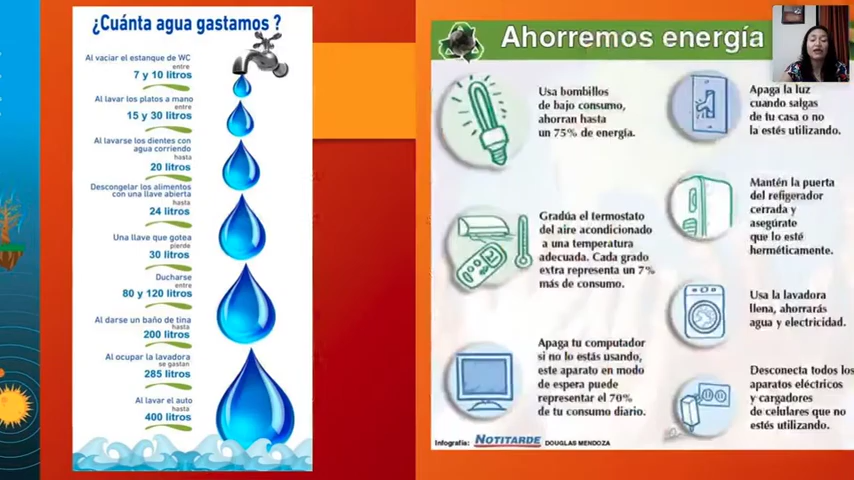 ¿Cuánta agua gastamos ?
Al vaciar el estanque de WC
entre
7 y 10 litros
Al lavar los platos a mano
entre
15 y 30 litros
Al lavarse los dientes con
agua corriendo
hasta
20 litros
Descongelar los alimentos
con una llave abierta
hasta
24 litros
Una llave que gotea
pierde
30 litros
Ducharse
entre
80 y 120 litros
Al darse un baño de tina
hasta
200 litros
Al ocupar la lavadora
se gastan
285 litros
Al lavar el auto
hasta
400 litros
Ahorremos energía
Usa bombillos
de bajo consumo,
ahorran hasta
un 75% de energía.
Gradúa el termostato
del aire acondicionado
a una temperatura
adecuada. Cada grado
extra representa un 7%
más de consumo.
Apaga tu computador
si no lo estás usando,
este aparato en modo
de espera puede
representar el 70%
de tu consumo diario.
Apaga la luz
cuando salgas
de tu casa o no
la estés utilizando.
Mantén la puerta
del refigerador
cerrada y
asegúrate
que lo esté
herméticamente.
Usa la lavadora
llena, ahorrarás
agua y electricidad.
Desconecta todos los
aparatos eléctricos
y cargadores
de celulares que no
estés utilizando.
Infografía: NOTITARDE DOUGLAS MENDOZA